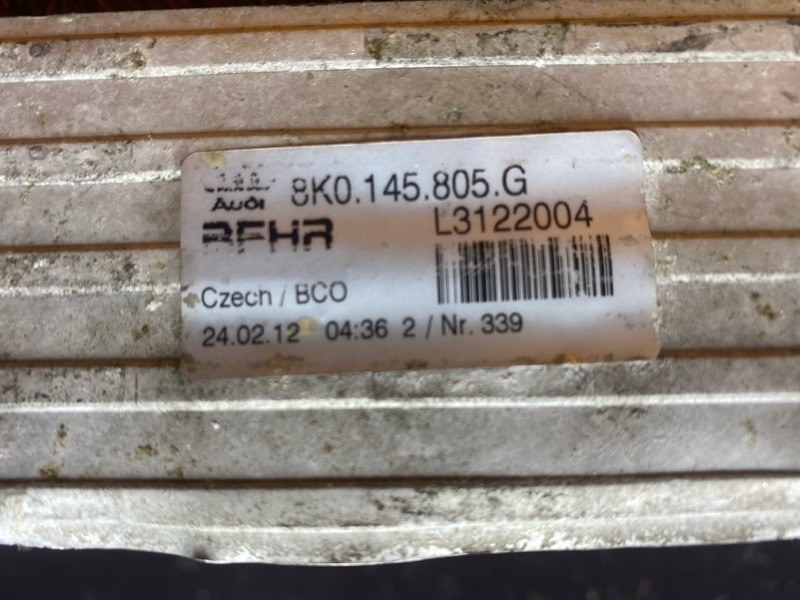 8K0.145.805.G
Audi
BEHR L3122004
Czech / BCO
24.02.12 04:36 2 / Nr. 339